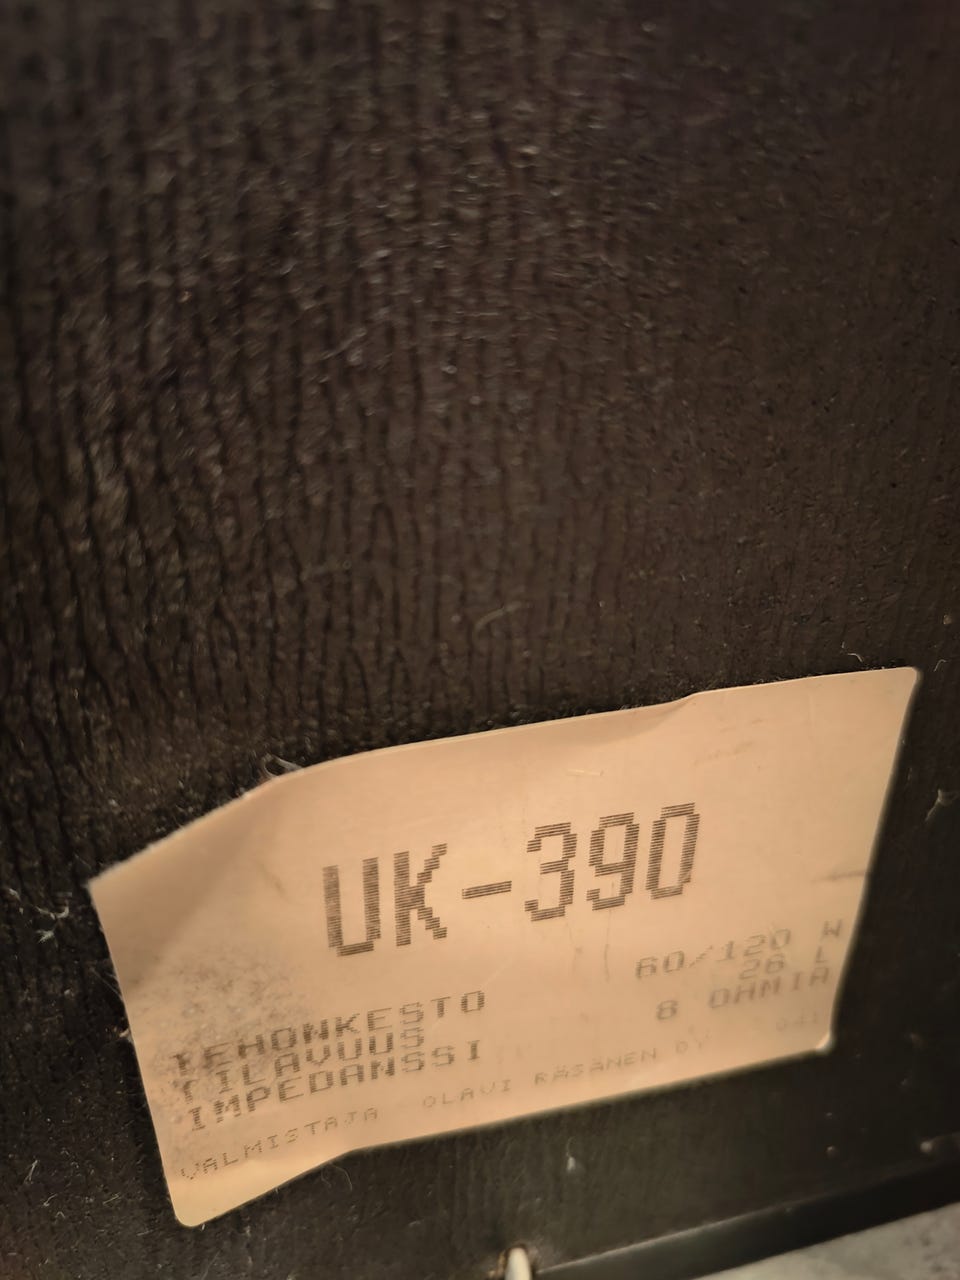 UK-390
TEHONKESTO 60/120 W
TILAVUUS 26 L
IMPEDANSSI 8 OHMIA
VALMISTAJA OLAVI RÄSÄNEN OY